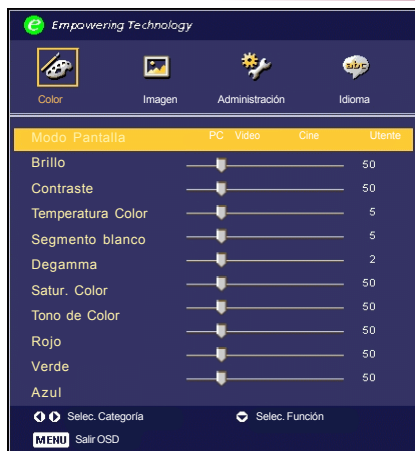 e Empowering Technology
Color Imagen Administración Idioma
Modo Pantalla PC Video Cine Utente
Brillo 50
Contraste 50
Temperatura Color 5
Segmento blanco 5
Degamma 2
Satur. Color 50
Tono de Color 50
Rojo 50
Verde 50
Azul
Selec. Categoría Selec. Función
MENU Salir OSD